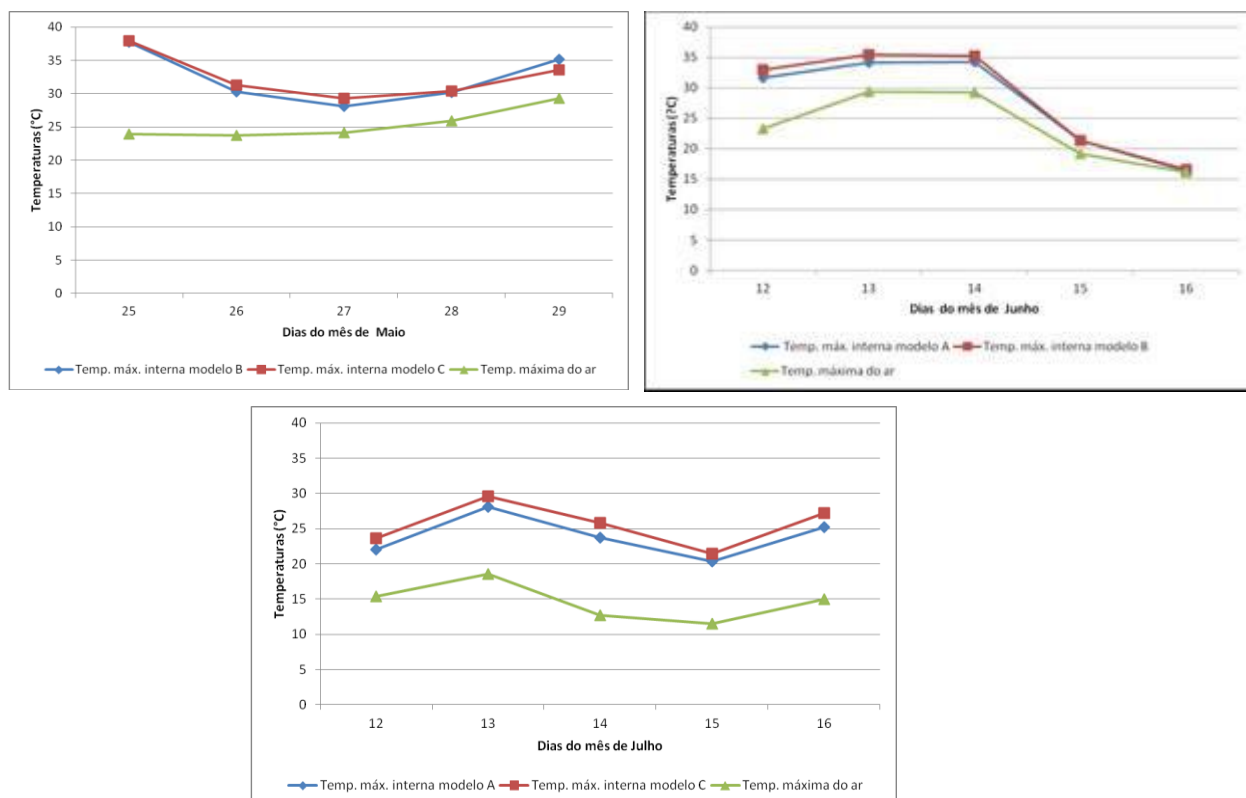 40
35
30
25
20
15
10
5
0
Temperaturas (°C)
25 26 27 28 29
Dias do mês de Maio
Temp. máx. interna modelo B Temp. máx. interna modelo C Temp. máxima do ar
40
35
30
25
20
15
10
5
0
Temperaturas (?C)
12 13 14 15 16
Dias do mês de Junho
Temp. máx. interna modelo A Temp. máx. interna modelo B
Temp. máxima do ar
40
35
30
25
20
15
10
5
0
Temperaturas (°C)
12 13 14 15 16
Dias do mês de Julho
Temp. máx. interna modelo A Temp. máx. interna modelo C Temp. máxima do ar